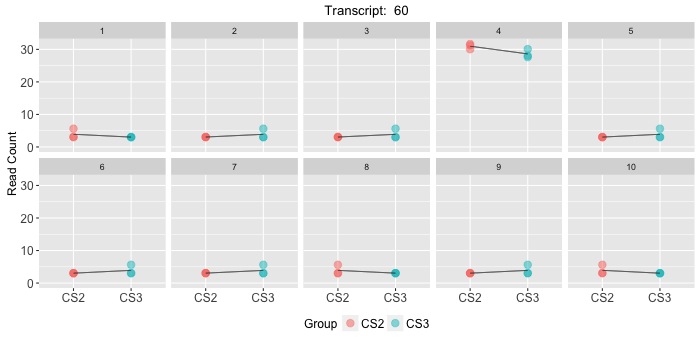 Transcript: 60
1 2 3 4 5
30
20
10
0
6 7 8 9 10
30
20
10
0
Read Count
CS2 CS3 CS2 CS3 CS2 CS3 CS2 CS3 CS2 CS3
Group CS2 CS3